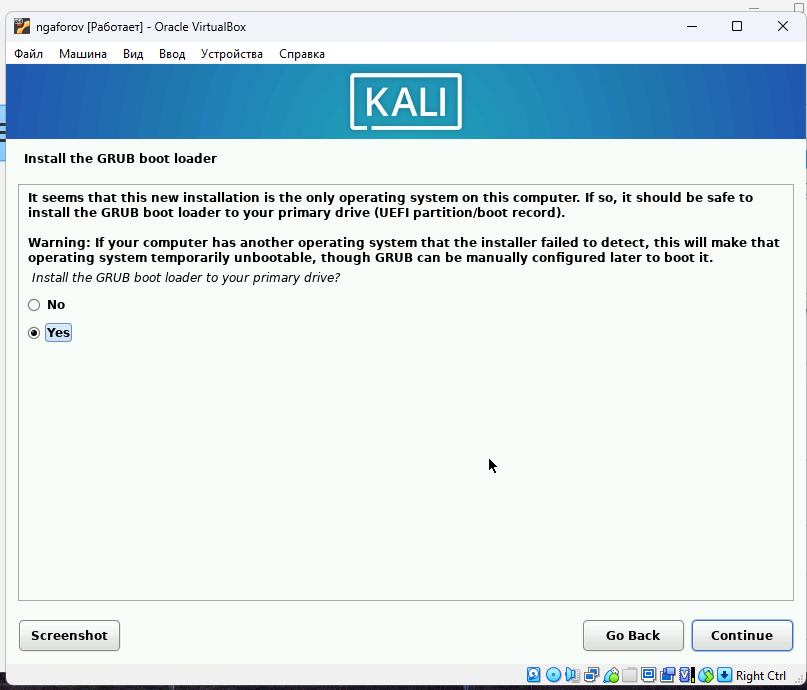 ngaforov [Работает] - Oracle VirtualBox
Файл Машина Вид Ввод Устройства Справка
KALI
Install the GRUB boot loader
It seems that this new installation is the only operating system on this computer. If so, it should be safe to
install the GRUB boot loader to your primary drive (UEFI partition/boot record).
Warning: If your computer has another operating system that the installer failed to detect, this will make that
operating system temporarily unbootable, though GRUB can be manually configured later to boot it.
Install the GRUB boot loader to your primary drive?
No
Yes
Screenshot Go Back Continue
Right Ctrl